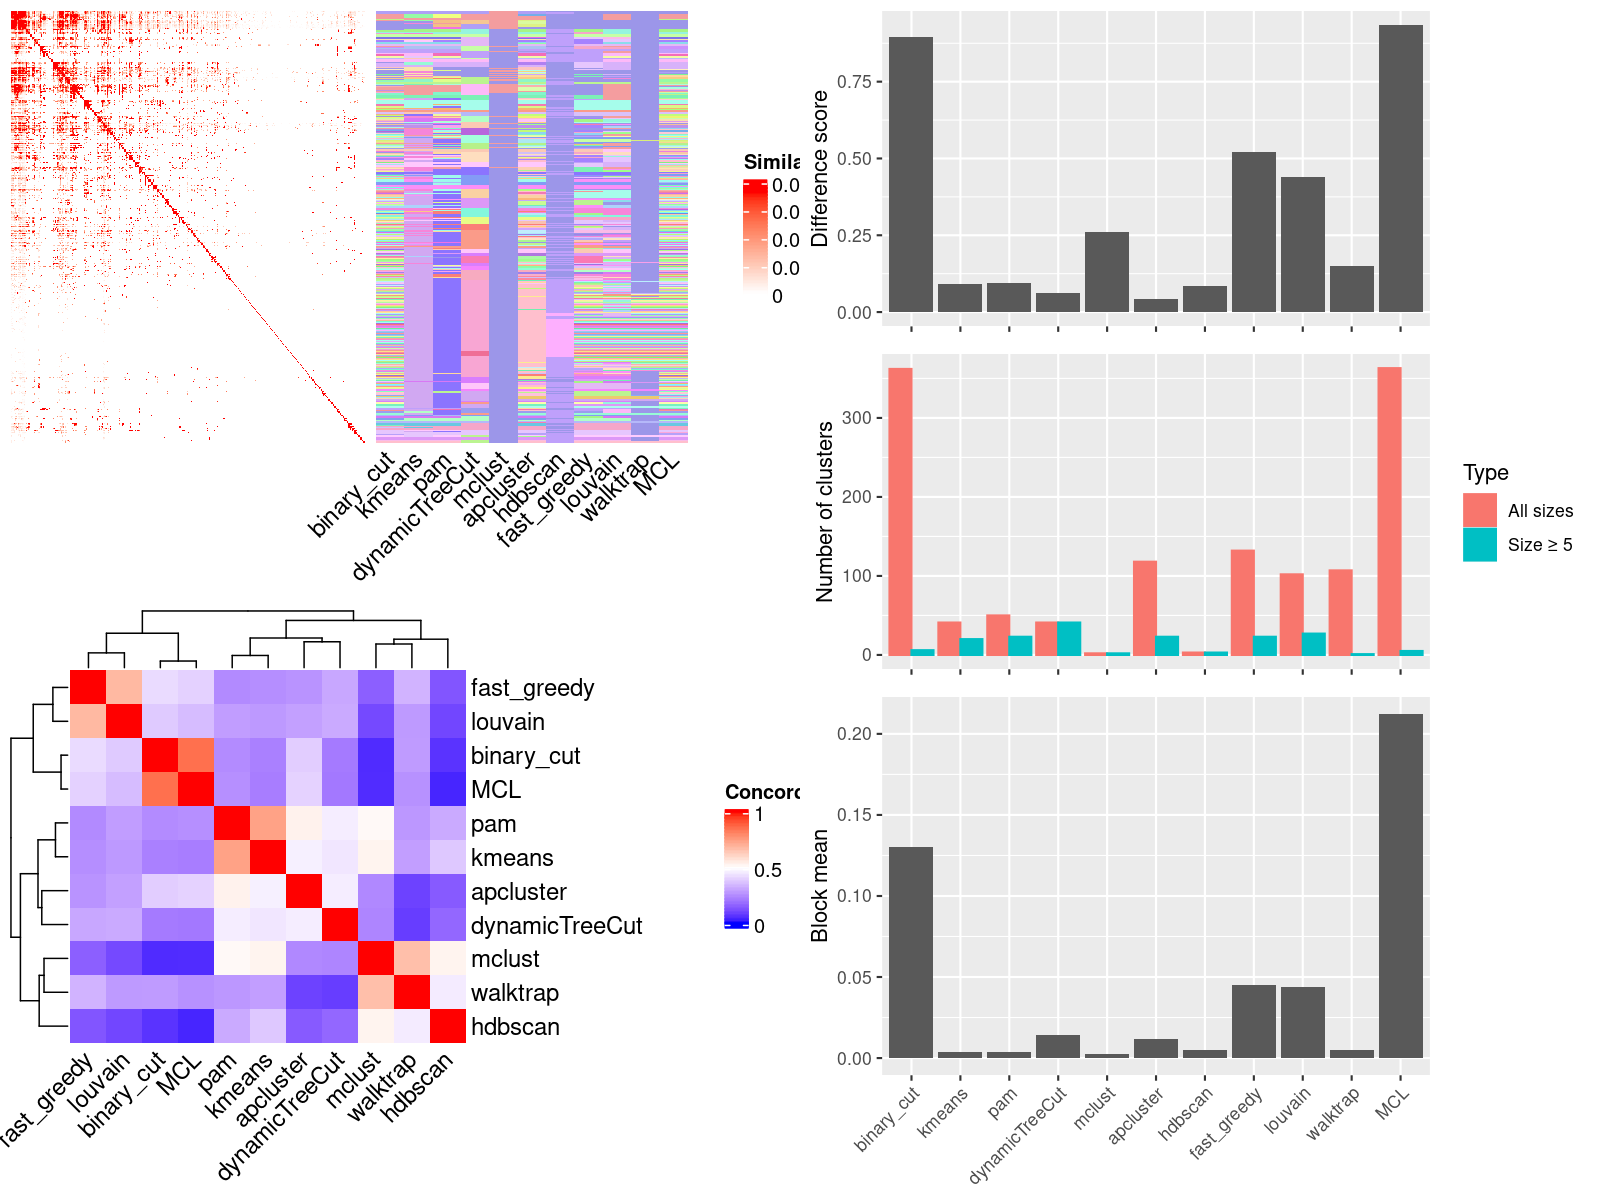 Simila
0.0
0.0
0.0
0.0
0
binary_cut
kmeans
pam
dynamicTreeCut
mclust
apcluster
hdbscan
fast_greedy
louvain
walktrap
MCL
fast_greedy
louvain
binary_cut
MCL
pam
kmeans
apcluster
dynamicTreeCut
mclust
walktrap
hdbscan
Concord
1
0.5
0
fast_greedy
louvain
binary_cut
MCL
pam
kmeans
apcluster
dynamicTreeCut
mclust
walktrap
hdbscan
Difference score
0.75
0.50
0.25
0.00
Number of clusters
300
200
100
0
Type
All sizes
Size ≥ 5
Block mean
0.20
0.15
0.10
0.05
0.00
binary_cut
kmeans
pam
dynamicTreeCut
mclust
apcluster
hdbscan
fast_greedy
louvain
walktrap
MCL